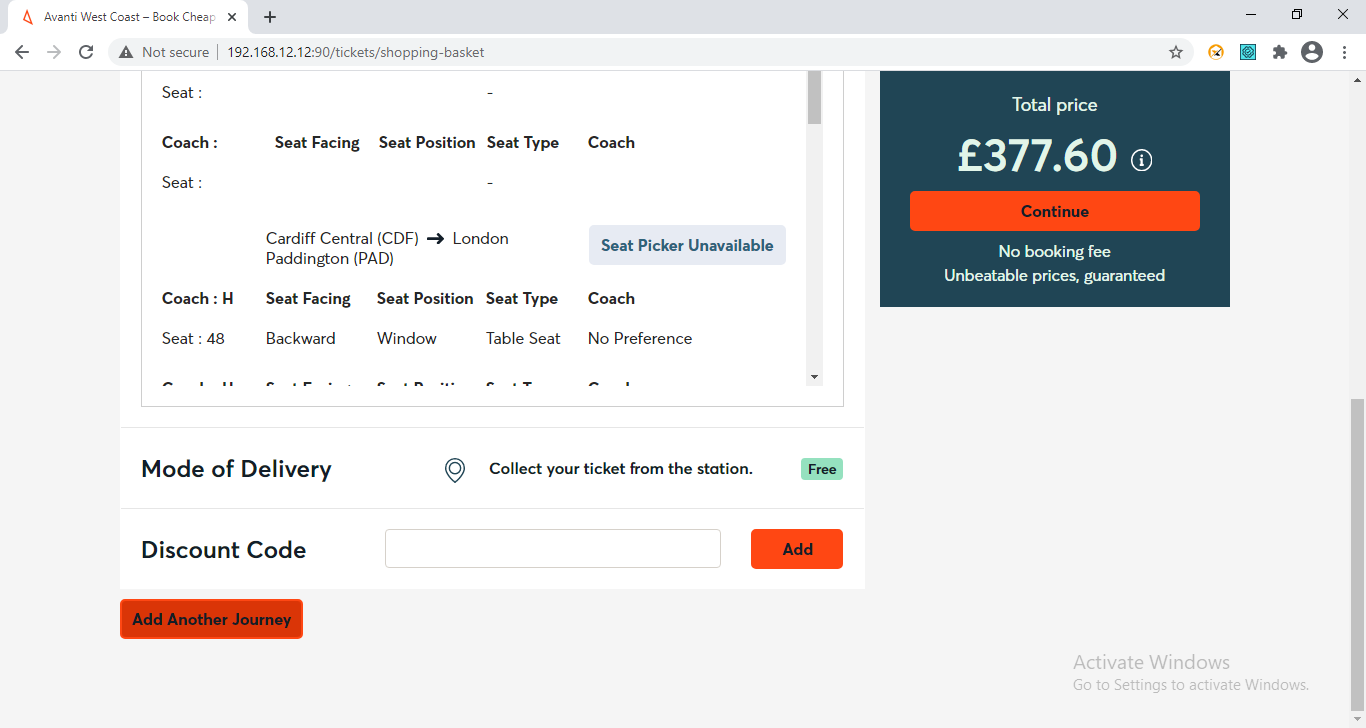 Avanti West Coast – Book Cheap
Not secure
192.168.12.12:90/tickets/shopping-basket
Seat : -
Coach : Seat Facing Seat Position Seat Type Coach
Seat : -
Cardiff Central (CDF) ➔ London
Paddington (PAD)
Seat Picker Unavailable
Coach : H Seat Facing Seat Position Seat Type Coach
Seat : 48 Backward Window Table Seat No Preference
Mode of Delivery
Collect your ticket from the station.
Free
Discount Code
Add
Add Another Journey
Total price
£377.60
Continue
No booking fee
Unbeatable prices, guaranteed
Activate Windows
Go to Settings to activate Windows.